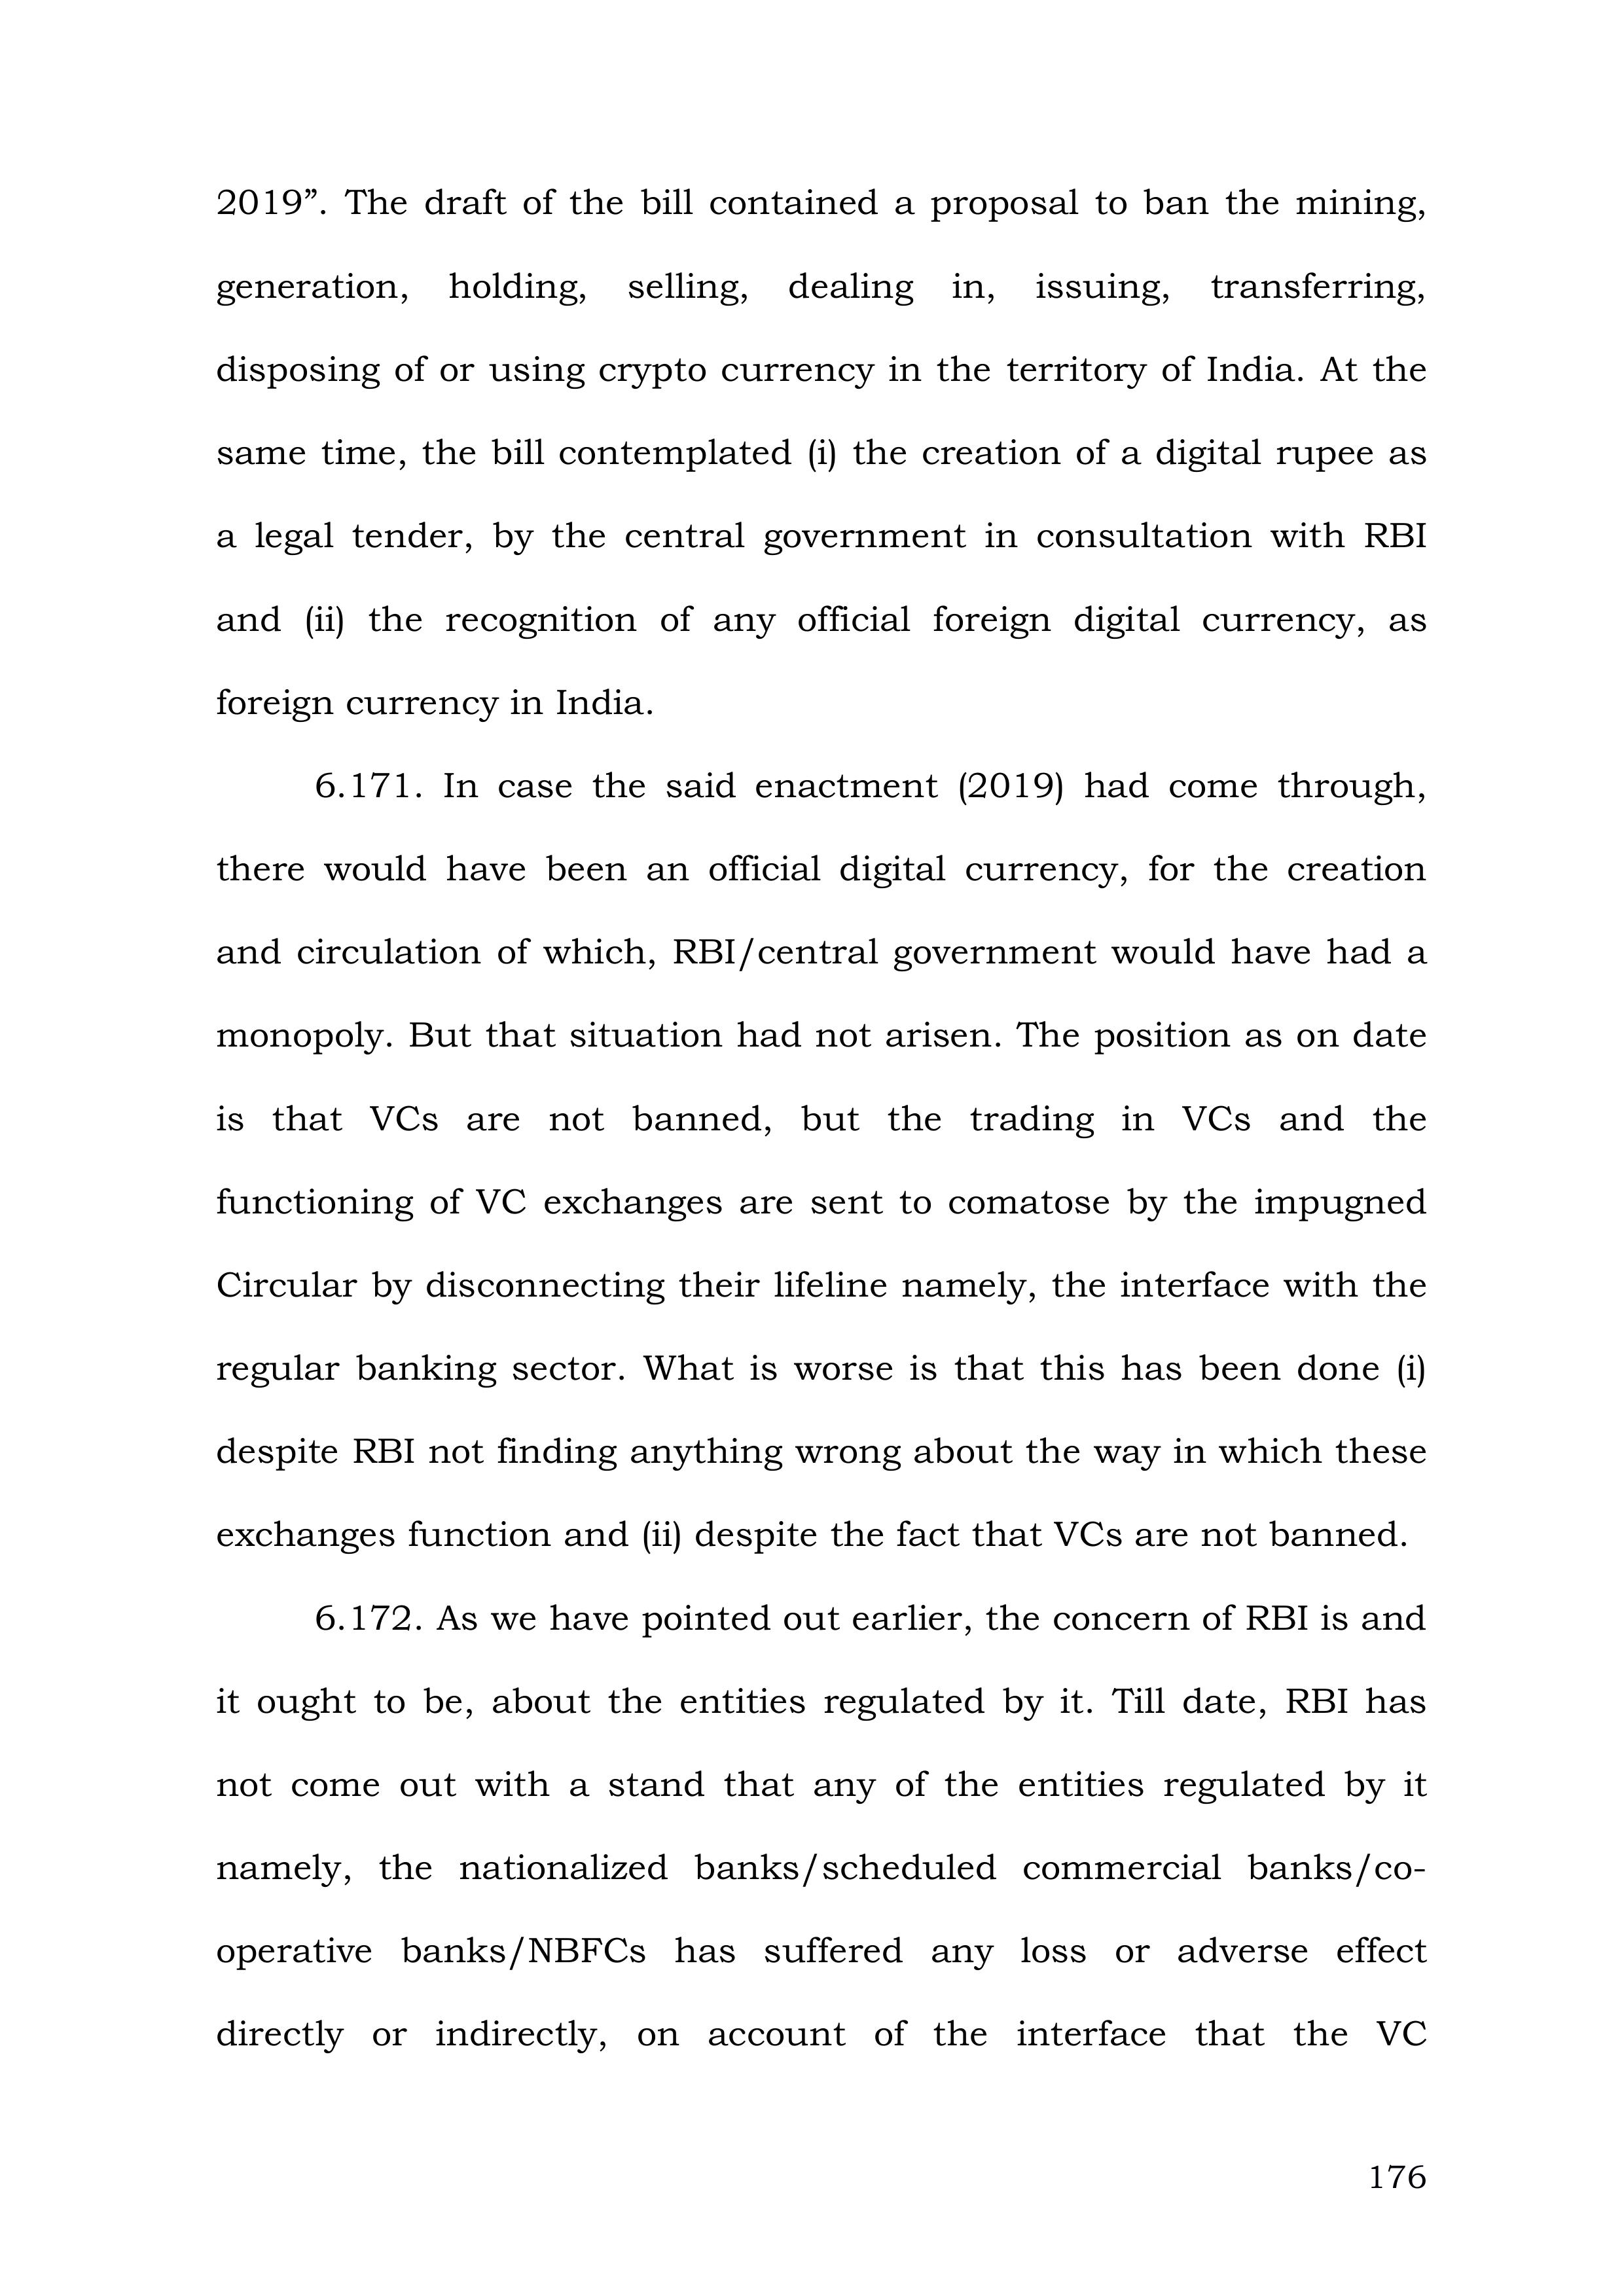 2019”. The draft of the bill contained a proposal to ban the mining,
generation, holding, selling, dealing in, issuing, transferring,
disposing of or using crypto currency in the territory of India. At the
same time, the bill contemplated (i) the creation of a digital rupee as
a legal tender, by the central government in consultation with RBI
and (ii) the recognition of any official foreign digital currency, as
foreign currency in India.
6.171. In case the said enactment (2019) had come through,
there would have been an official digital currency, for the creation
and circulation of which, RBI/central government would have had a
monopoly. But that situation had not arisen. The position as on date
is that VCs are not banned, but the trading in VCs and the
functioning of VC exchanges are sent to comatose by the impugned
Circular by disconnecting their lifeline namely, the interface with the
regular banking sector. What is worse is that this has been done (i)
despite RBI not finding anything wrong about the way in which these
exchanges function and (ii) despite the fact that VCs are not banned.
6.172. As we have pointed out earlier, the concern of RBI is and
it ought to be, about the entities regulated by it. Till date, RBI has
not come out with a stand that any of the entities regulated by it
namely, the nationalized banks/scheduled commercial banks/co-
operative banks/NBFCs has suffered any loss or adverse effect
directly or indirectly, on account of the interface that the VC
176